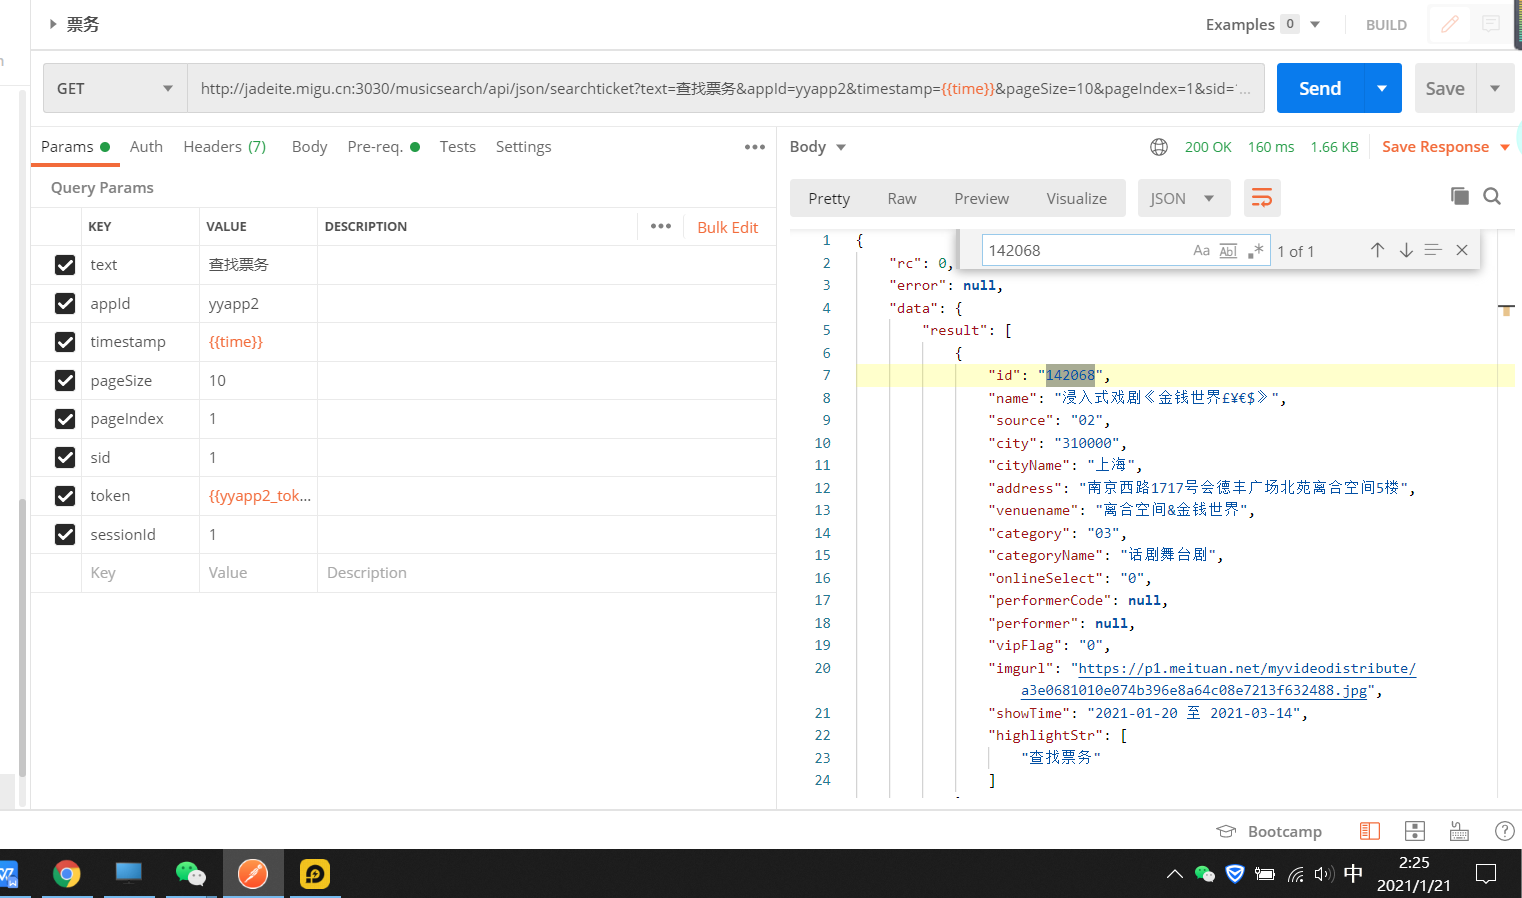 票务
Examples 0
BUILD
GET
http://jadeite.migu.cn:3030/musicsearch/api/json/searchticket?text=查找票务&appId=yyapp2&timestamp={{time}}&pageSize=10&pageIndex=1&sid=...
Send
Save
Params
Auth
Headers (7)
Body
Pre-req.
Tests
Settings
Query Params
KEY VALUE DESCRIPTION
Bulk Edit
text 查找票务
appId yyapp2
timestamp {{time}}
pageSize 10
pageIndex 1
sid 1
token {{yyapp2_tok...
sessionId 1
Key Value Description
Body
200 OK 160 ms 1.66 KB Save Response
Pretty Raw Preview Visualize JSON
142068 Aa Abl .* 1 of 1
1 {
2 "rc": 0,
3 "error": null,
4 "data": {
5 "result": [
6 {
7 "id": "142068",
8 "name": "浸入式戏剧《金钱世界£¥€$》",
9 "source": "02",
10 "city": "310000",
11 "cityName": "上海",
12 "address": "南京西路1717号会德丰广场北苑离合空间5楼",
13 "venuename": "离合空间&金钱世界",
14 "category": "03",
15 "categoryName": "话剧舞台剧",
16 "onlineSelect": "0",
17 "performerCode": null,
18 "performer": null,
19 "vipFlag": "0",
20 "imgurl": "https://p1.meituan.net/myvideodistribute/
a3e0681010e074b396e8a64c08e7213f632488.jpg",
21 "showTime": "2021-01-20 至 2021-03-14",
22 "highlightStr": [
23 "查找票务"
24 ]
Bootcamp
中
2:25
2021/1/21